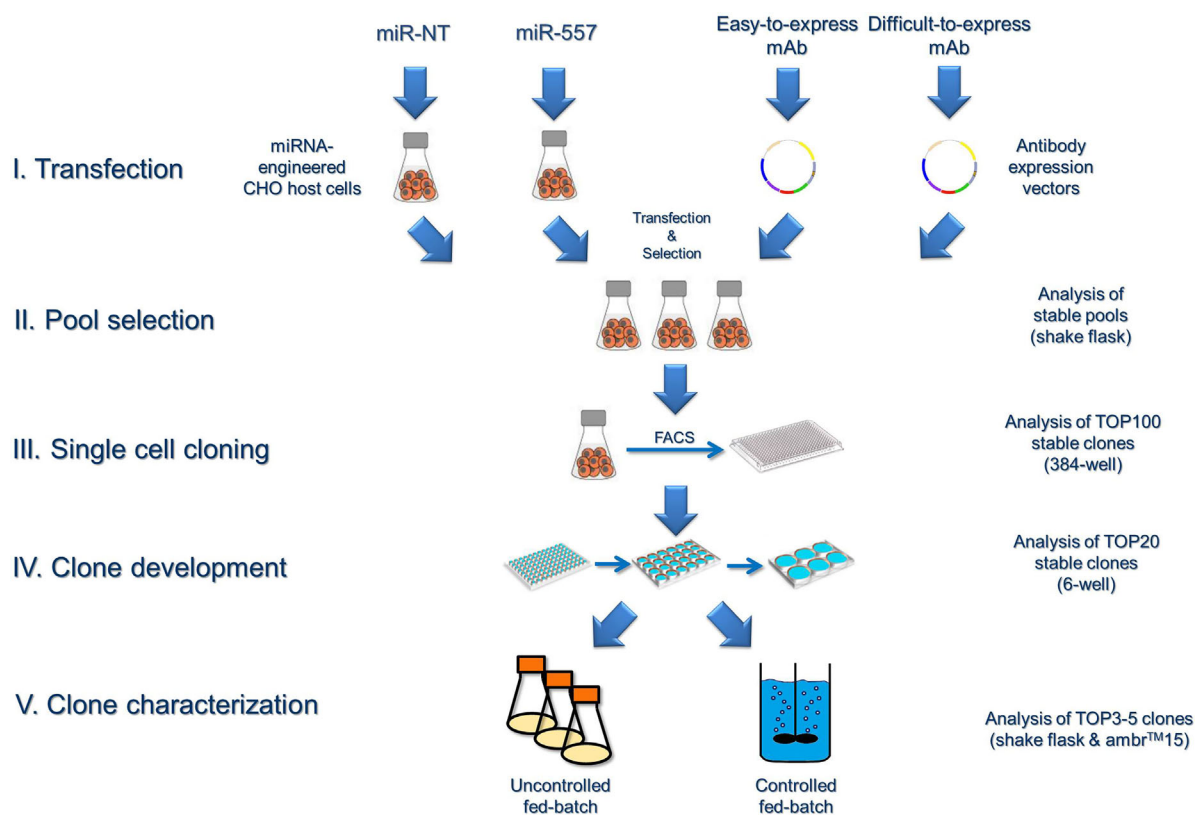 miR-NT
miR-557
Easy-to-express
mAb
Difficult-to-express
mAb
I. Transfection
miRNA-
engineered
CHO host cells
Antibody
expression
vectors
Transfection
&
Selection
II. Pool selection
Analysis of
stable pools
(shake flask)
III. Single cell cloning
FACS
Analysis of TOP100
stable clones
(384-well)
IV. Clone development
Analysis of TOP20
stable clones
(6-well)
V. Clone characterization
Analysis of TOP3-5 clones
(shake flask & ambr™15)
Uncontrolled
fed-batch
Controlled
fed-batch